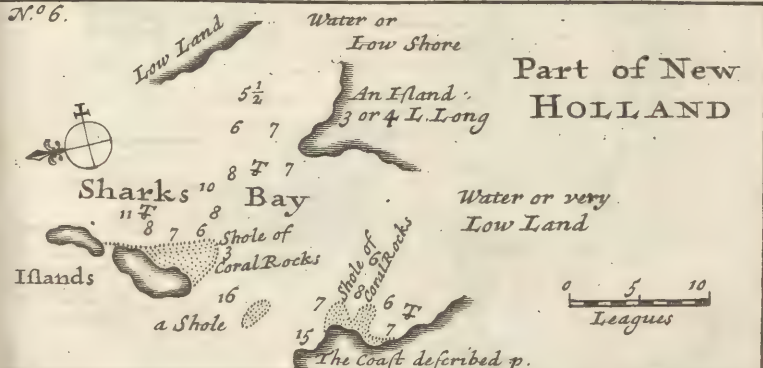 N.º 6.
Low Land
Water or
Low Shore
Part of New
HOLLAND
5½
An Iſland
3 or 4 L. Long
6 7
8 7
Sharks 10 Bay
11 8 7 6 8
Shole of
Coral Rocks
3
Iſlands
Water or very
Low Land
16
a Shole
Shole of
Coral Rocks
6
7 8 6
15 7
0 5 10
Leagues
The Coaſt deſcribed p.